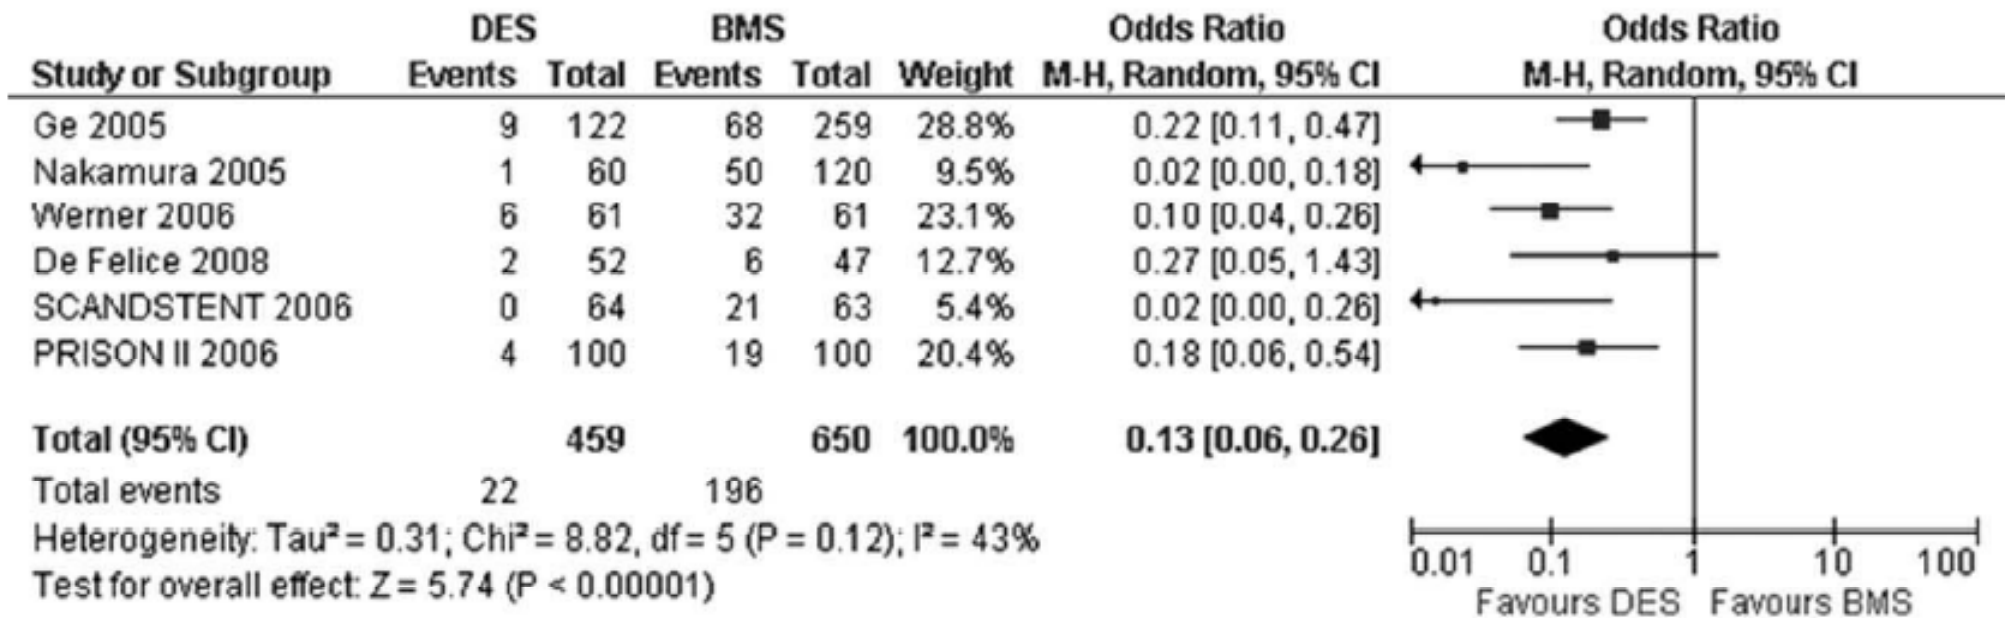 DES BMS Odds Ratio Odds Ratio
Study or Subgroup Events Total Events Total Weight M-H, Random, 95% CI M-H, Random, 95% CI
Ge 2005 9 122 68 259 28.8% 0.22 [0.11, 0.47]
Nakamura 2005 1 60 50 120 9.5% 0.02 [0.00, 0.18]
Werner 2006 6 61 32 61 23.1% 0.10 [0.04, 0.26]
De Felice 2008 2 52 6 47 12.7% 0.27 [0.05, 1.43]
SCANDSTENT 2006 0 64 21 63 5.4% 0.02 [0.00, 0.26]
PRISON II 2006 4 100 19 100 20.4% 0.18 [0.06, 0.54]
Total (95% CI) 459 650 100.0% 0.13 [0.06, 0.26]
Total events 22 196
Heterogeneity: Tau² = 0.31; Chi² = 8.82, df = 5 (P = 0.12); I² = 43%
Test for overall effect: Z = 5.74 (P < 0.00001)
0.01 0.1 1 10 100
Favours DES Favours BMS